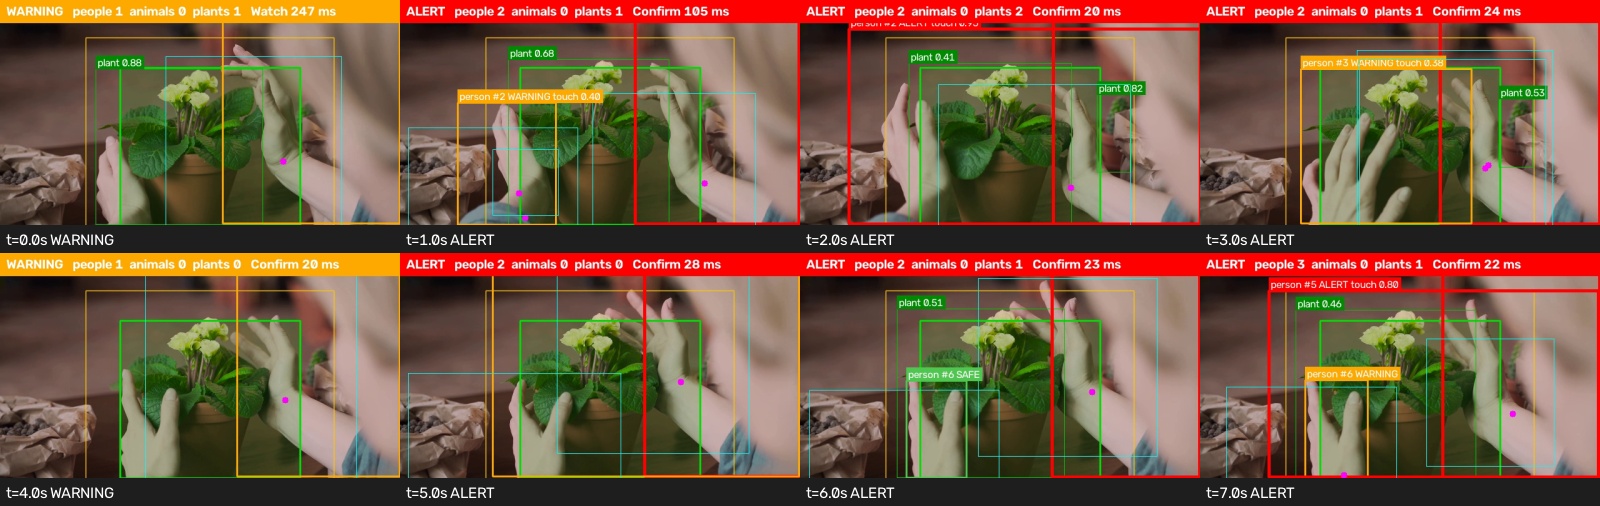 WARNING people 1 animals 0 plants 1 Watch 247 ms
plant 0.88
t=0.0s WARNING
ALERT people 2 animals 0 plants 1 Confirm 105 ms
plant 0.68
person #2 WARNING touch 0.40
t=1.0s ALERT
ALERT people 2 animals 0 plants 2 Confirm 20 ms
person #2 ALERT touch 0.93
plant 0.41
plant 0.82
t=2.0s ALERT
ALERT people 2 animals 0 plants 1 Confirm 24 ms
person #3 WARNING touch 0.38
plant 0.53
t=3.0s ALERT
WARNING people 1 animals 0 plants 0 Confirm 20 ms
t=4.0s WARNING
ALERT people 2 animals 0 plants 0 Confirm 28 ms
t=5.0s ALERT
ALERT people 2 animals 0 plants 1 Confirm 23 ms
plant 0.51
person #6 SAFE
t=6.0s ALERT
ALERT people 3 animals 0 plants 1 Confirm 22 ms
person #5 ALERT touch 0.80
plant 0.46
person #6 WARNING
t=7.0s ALERT